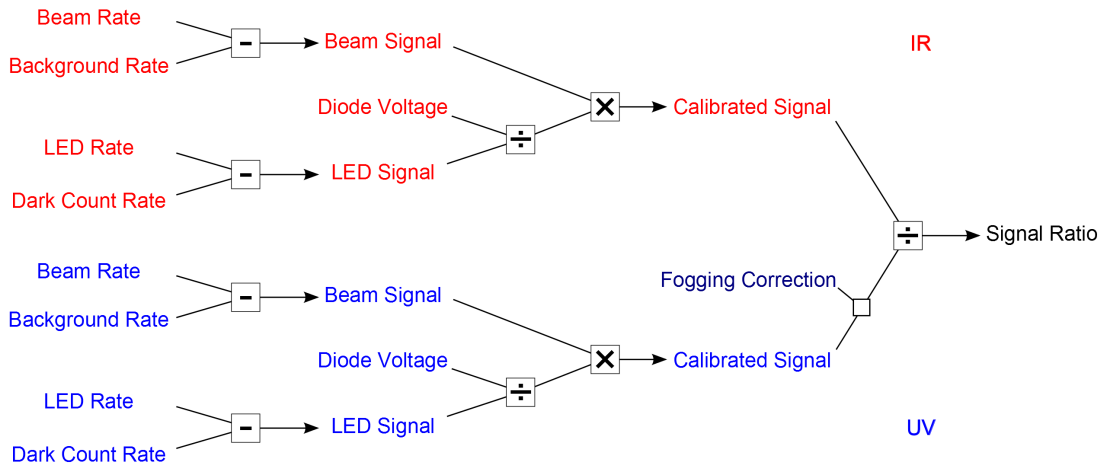 Beam Rate
Background Rate
-
Beam Signal
IR
Diode Voltage
÷
×
Calibrated Signal
LED Rate
Dark Count Rate
-
LED Signal
÷
Signal Ratio
Beam Rate
Background Rate
-
Beam Signal
Fogging Correction
Diode Voltage
÷
×
Calibrated Signal
LED Rate
Dark Count Rate
-
LED Signal
UV